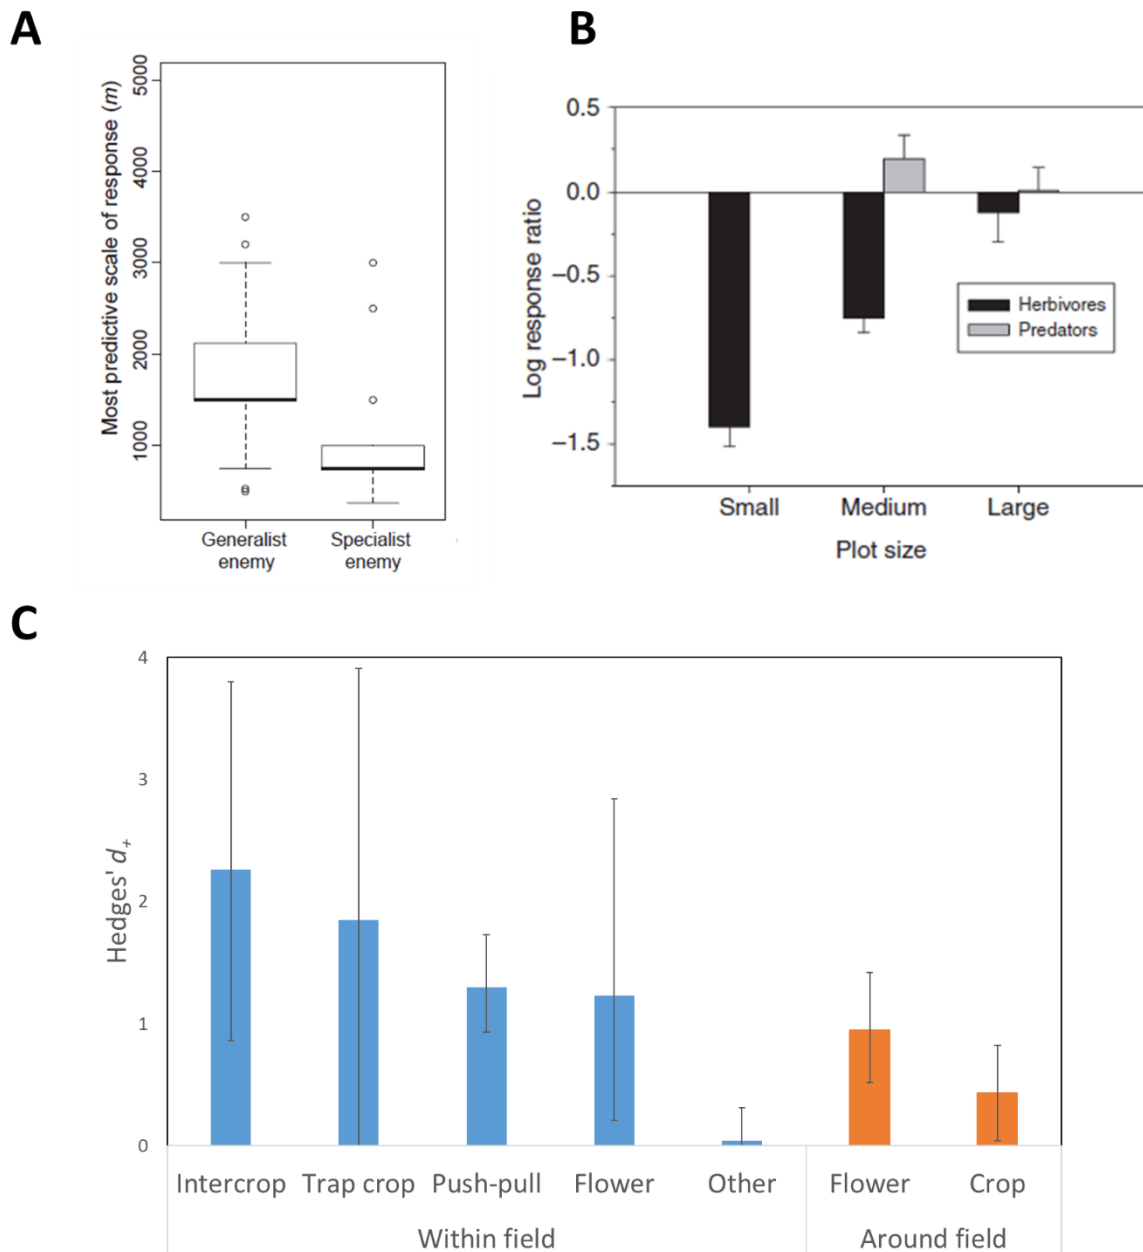 A
Most predictive scale of response (m)
5000
4000
3000
2000
1000
Generalist
enemy
Specialist
enemy
B
Log response ratio
0.5
0.0
−0.5
−1.0
−1.5
Herbivores
Predators
Small Medium Large
Plot size
C
Hedges' d+
4
3
2
1
0
Intercrop Trap crop Push-pull Flower Other Flower Crop
Within field Around field